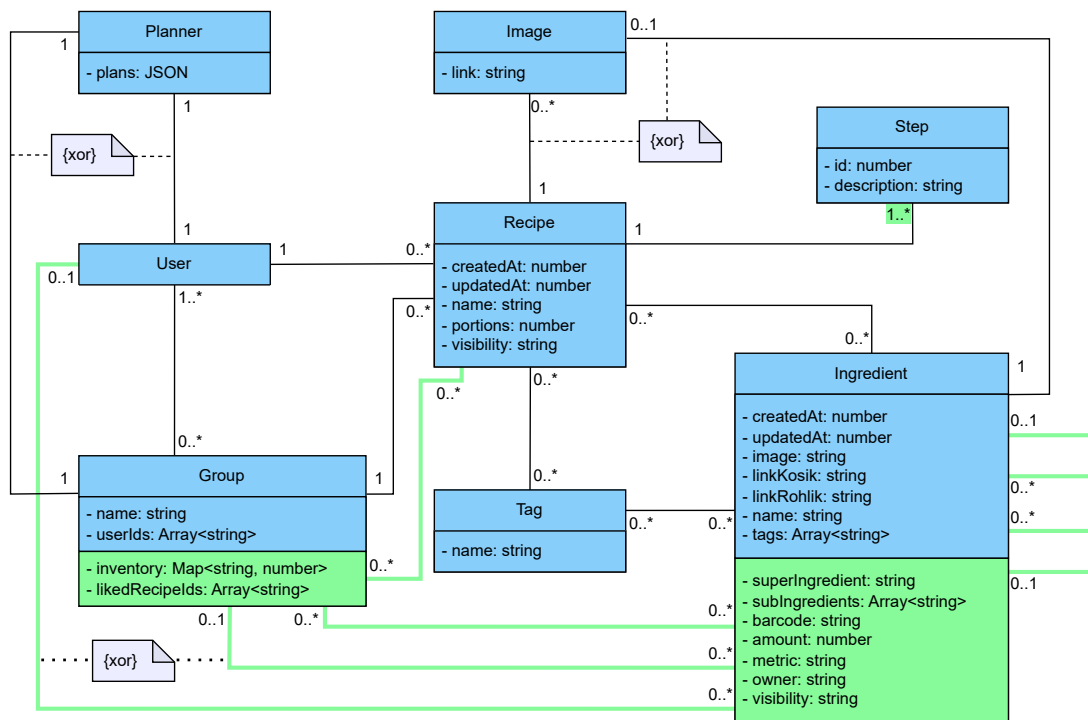 Planner
- plans: JSON
1
1
{xor}
1
Image
- link: string
0..1
0..*
{xor}
1
Step
- id: number
- description: string
1..*
User
0..1
1
0..*
1..*
Recipe
- createdAt: number
- updatedAt: number
- name: string
- portions: number
- visibility: string
1
0..*
0..*
0..*
0..*
0..*
Ingredient
- createdAt: number
- updatedAt: number
- image: string
- linkKosik: string
- linkRohlik: string
- name: string
- tags: Array<string>
- superIngredient: string
- subIngredients: Array<string>
- barcode: string
- amount: number
- metric: string
- owner: string
- visibility: string
1
0..1
0..*
0..*
0..1
0..*
Group
- name: string
- userIds: Array<string>
- inventory: Map<string, number>
- likedRecipeIds: Array<string>
1
1
0..*
0..1
0..*
{xor}
0..*
Tag
- name: string
0..*
0..*
0..*
0..*
0..*